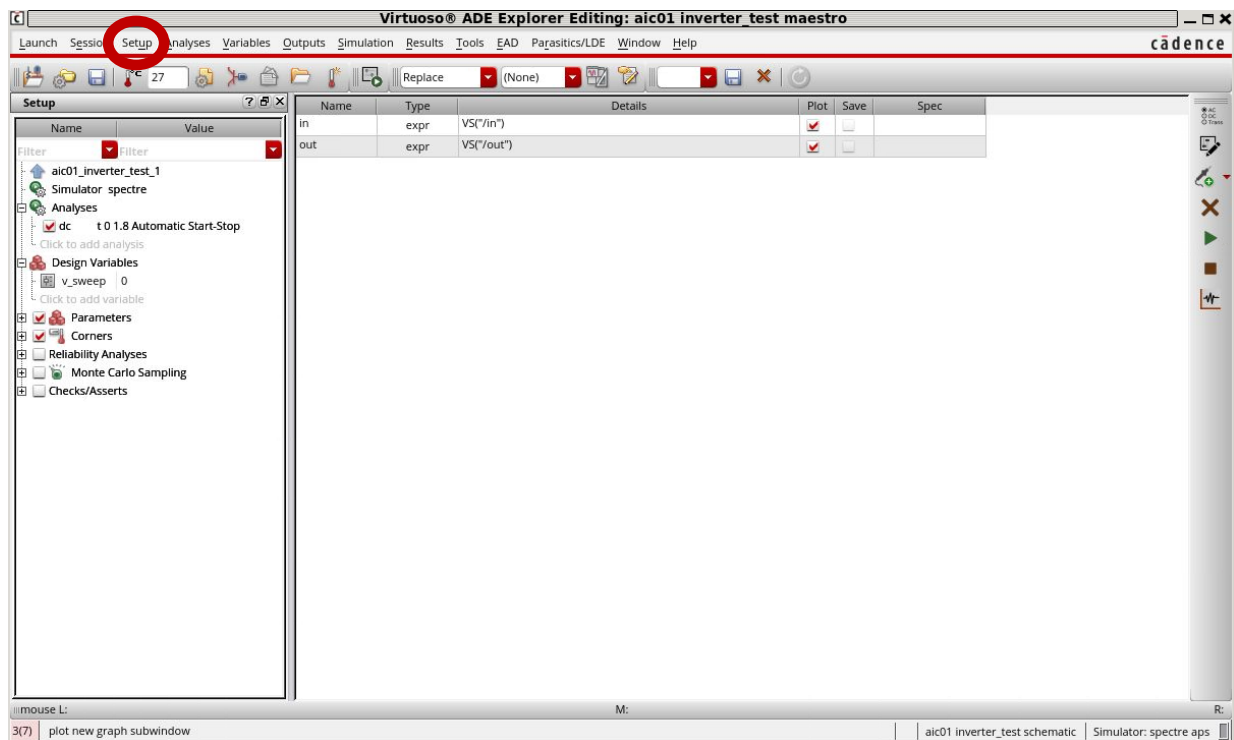 Virtuoso® ADE Explorer Editing: aic01 inverter_test maestro
Launch Sessio Setup Analyses Variables Outputs Simulation Results Tools EAD Parasitics/LDE Window Help
cādence
°C 27 Replace (None)
Setup
Name Value
Filter Filter
aic01_inverter_test_1
Simulator spectre
Analyses
dc t 0 1.8 Automatic Start-Stop
Click to add analysis
Design Variables
v_sweep 0
Click to add variable
Parameters
Corners
Reliability Analyses
Monte Carlo Sampling
Checks/Asserts
Name Type Details Plot Save Spec
in expr VS("/in")
out expr VS("/out")
AC
DC
Trans
mouse L: M: R:
3(7) plot new graph subwindow
aic01 inverter_test schematic Simulator: spectre aps